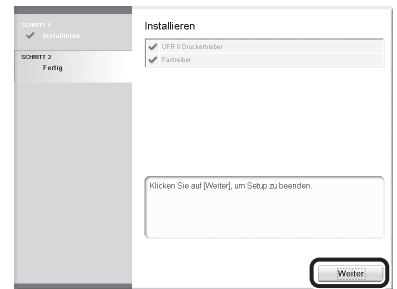 SCHRITT 1
Installieren
SCHRITT 2
Fertig
Installieren
UFR II Druckertreiber
Faxtreiber
Klicken Sie auf [Weiter], um Setup zu beenden.
Weiter